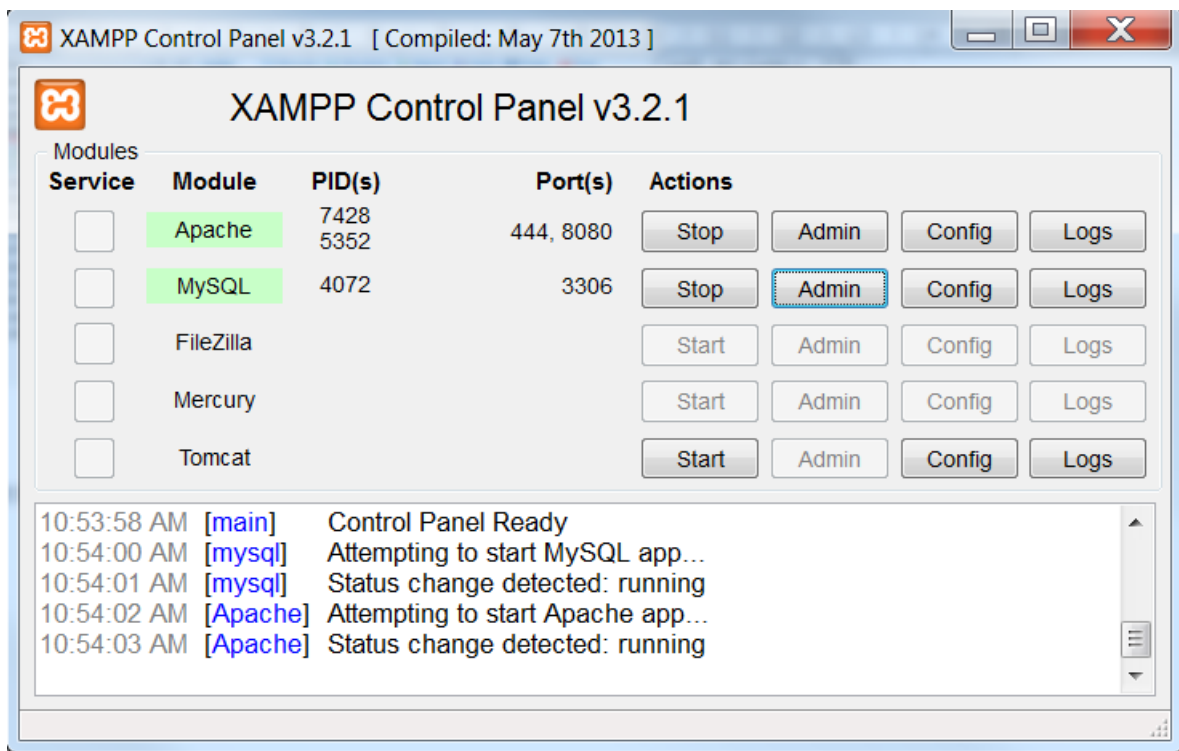 XAMPP Control Panel v3.2.1 [ Compiled: May 7th 2013 ]
XAMPP Control Panel v3.2.1
Modules
Service Module PID(s) Port(s) Actions
Apache 7428 5352 444, 8080 Stop Admin Config Logs
MySQL 4072 3306 Stop Admin Config Logs
FileZilla Start Admin Config Logs
Mercury Start Admin Config Logs
Tomcat Start Admin Config Logs
10:53:58 AM [main] Control Panel Ready
10:54:00 AM [mysql] Attempting to start MySQL app...
10:54:01 AM [mysql] Status change detected: running
10:54:02 AM [Apache] Attempting to start Apache app...
10:54:03 AM [Apache] Status change detected: running